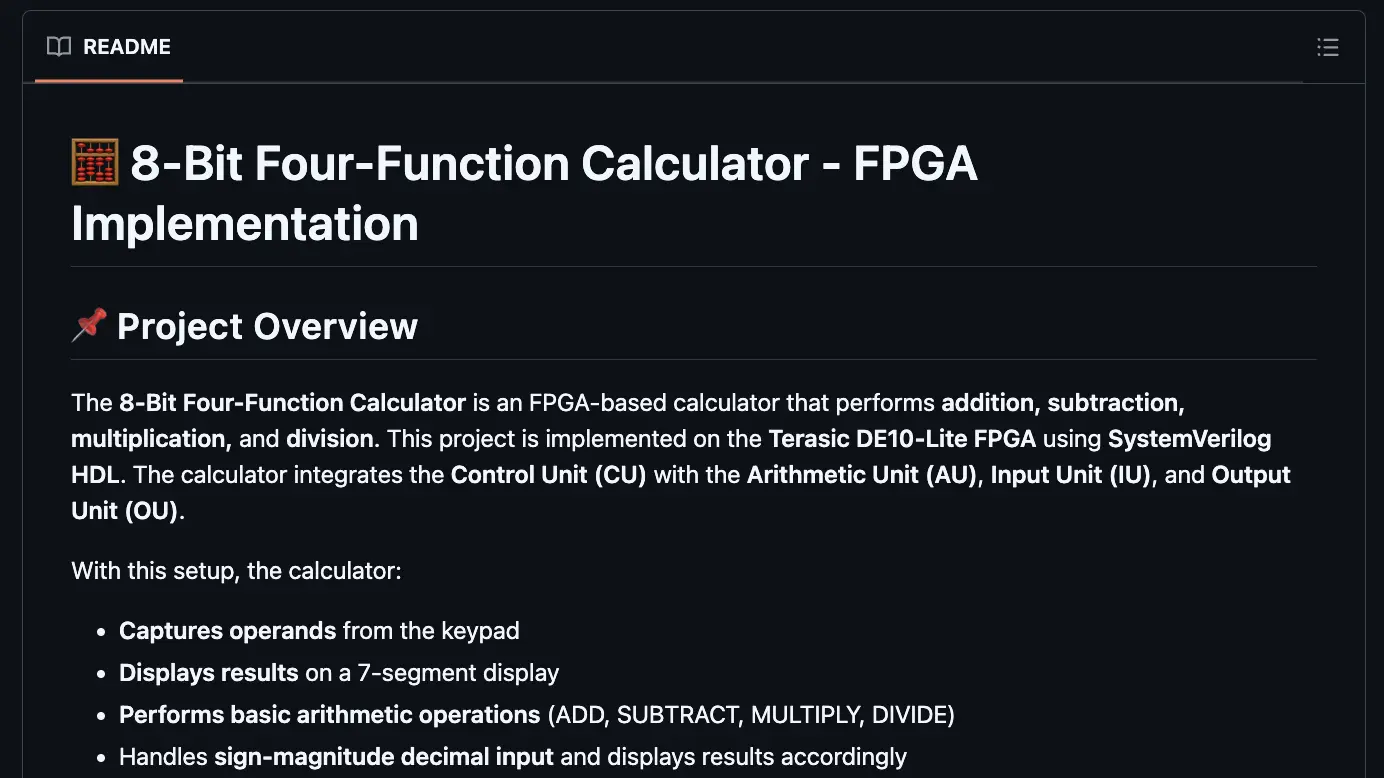 README
🧮 8-Bit Four-Function Calculator - FPGA
Implementation
📌 Project Overview
The 8-Bit Four-Function Calculator is an FPGA-based calculator that performs addition, subtraction,
multiplication, and division. This project is implemented on the Terasic DE10-Lite FPGA using SystemVerilog
HDL. The calculator integrates the Control Unit (CU) with the Arithmetic Unit (AU), Input Unit (IU), and Output
Unit (OU).
With this setup, the calculator:
• Captures operands from the keypad
• Displays results on a 7-segment display
• Performs basic arithmetic operations (ADD, SUBTRACT, MULTIPLY, DIVIDE)
• Handles sign-magnitude decimal input and displays results accordingly